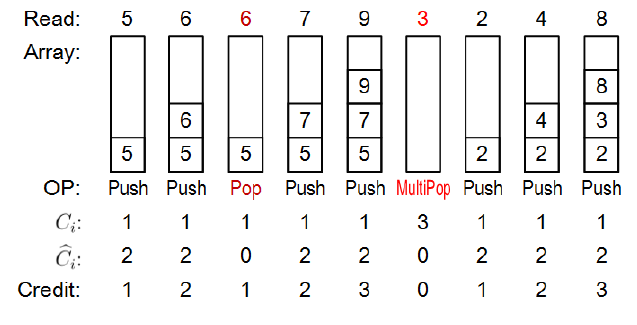 Read: 5 6 6 7 9 3 2 4 8
Array:
9 8
6 7 7 4 3
5 5 5 5 5 2 2 2
OP: Push Push Pop Push Push MultiPop Push Push Push
C_i: 1 1 1 1 1 3 1 1 1
Ĉ_i: 2 2 0 2 2 0 2 2 2
Credit: 1 2 1 2 3 0 1 2 3